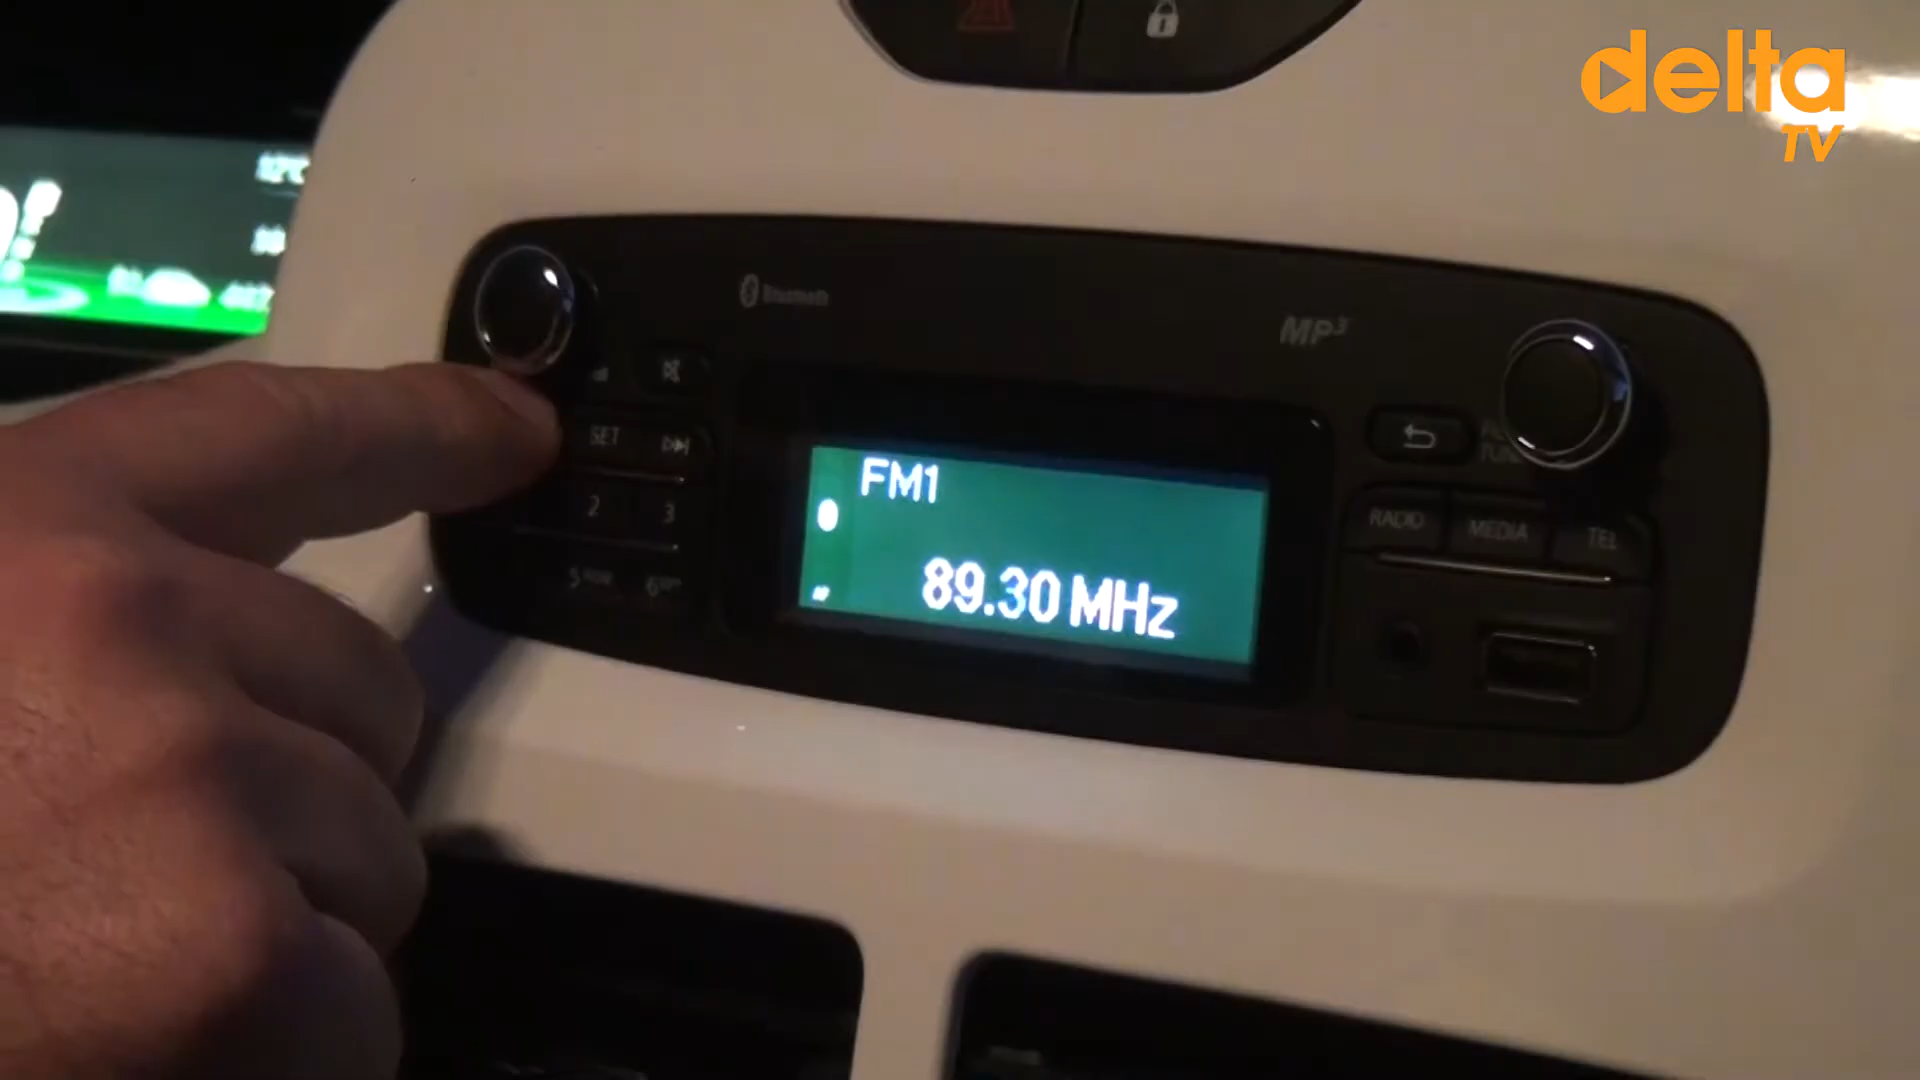 delta
TV
Bluetooth
MP3
SET
2 3
5 6
FM1
89.30 MHz
RADIO MEDIA TEL